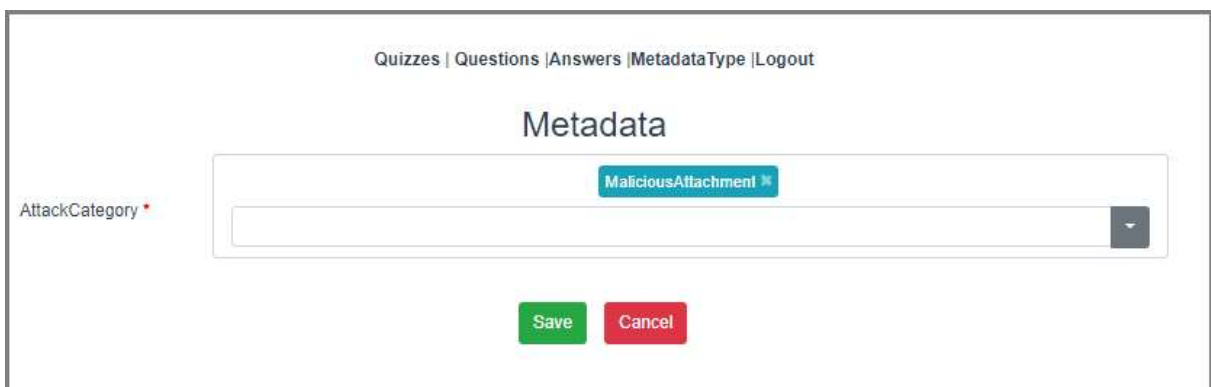 Quizzes | Questions |Answers |MetadataType |Logout
Metadata
MaliciousAttachment ×
AttackCategory *
Save Cancel